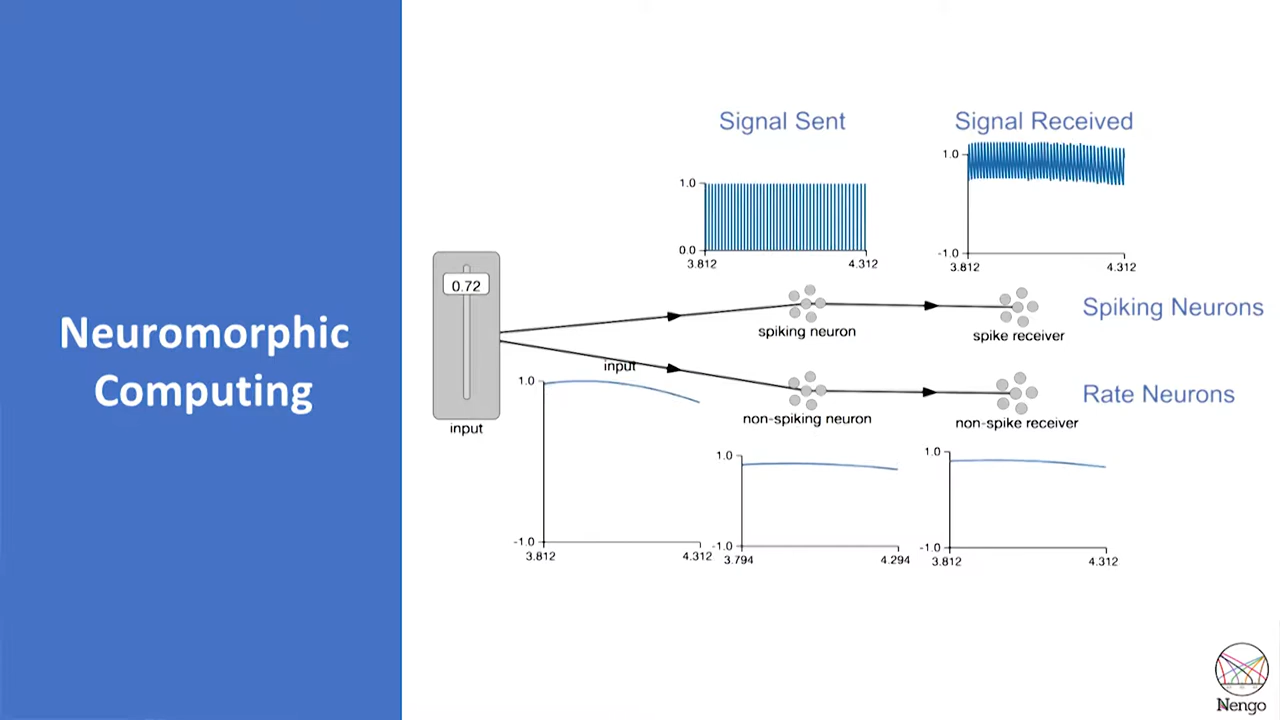 Neuromorphic
Computing
Signal Sent
Signal Received
1.0
0.0
3.812
4.312
1.0
-1.0
3.812
4.312
0.72
input
spiking neuron
spike receiver
Spiking Neurons
input
non-spiking neuron
non-spike receiver
Rate Neurons
1.0
-1.0
3.812
4.312
1.0
-1.0
3.794
4.294
1.0
-1.0
3.812
4.312
Nengo